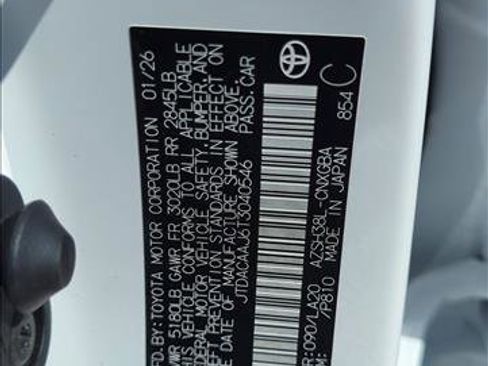 MFD.BY:TOYOTA MOTOR CORPORATION 01/26
GVWR 5180LB GAWR FR 3020LB RR 2845LB
THIS VEHICLE CONFORMS TO ALL APPLICABLE
FEDERAL MOTOR VEHICLE SAFETY, BUMPER, AND
THEFT PREVENTION STANDARDS IN EFFECT ON
THE DATE OF MANUFACTURE SHOWN ABOVE.
JTDACAAJ6T3040546 PASS.CAR
:090/LA20 AZSH38L-CNXGBA
/P810 MADE IN JAPAN 854 C